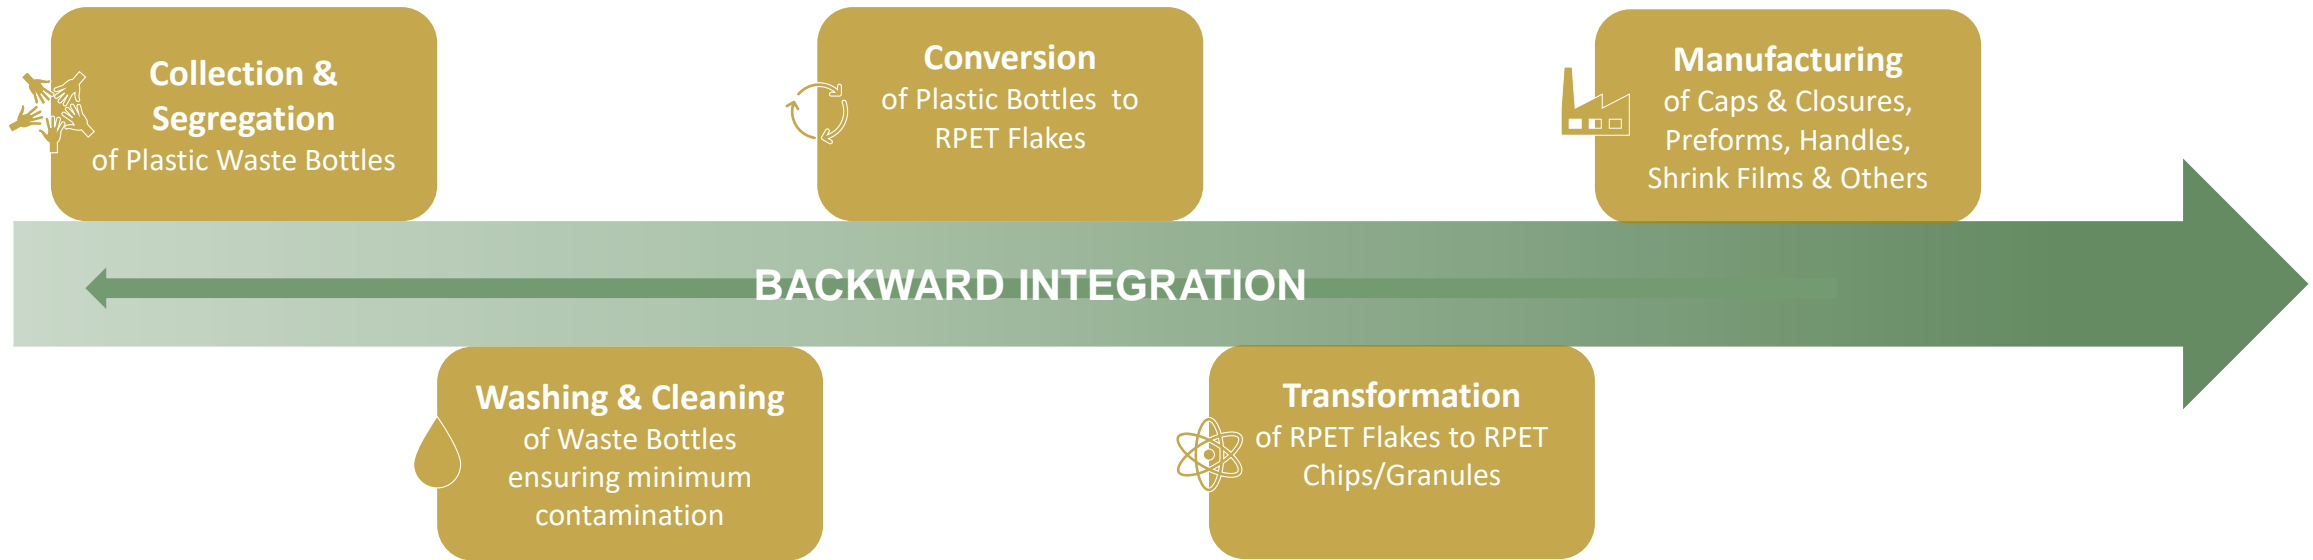 Collection &
Segregation
of Plastic Waste Bottles
Conversion
of Plastic Bottles to
RPET Flakes
Manufacturing
of Caps & Closures,
Preforms, Handles,
Shrink Films & Others
BACKWARD INTEGRATION
Washing & Cleaning
of Waste Bottles
ensuring minimum
contamination
Transformation
of RPET Flakes to RPET
Chips/Granules